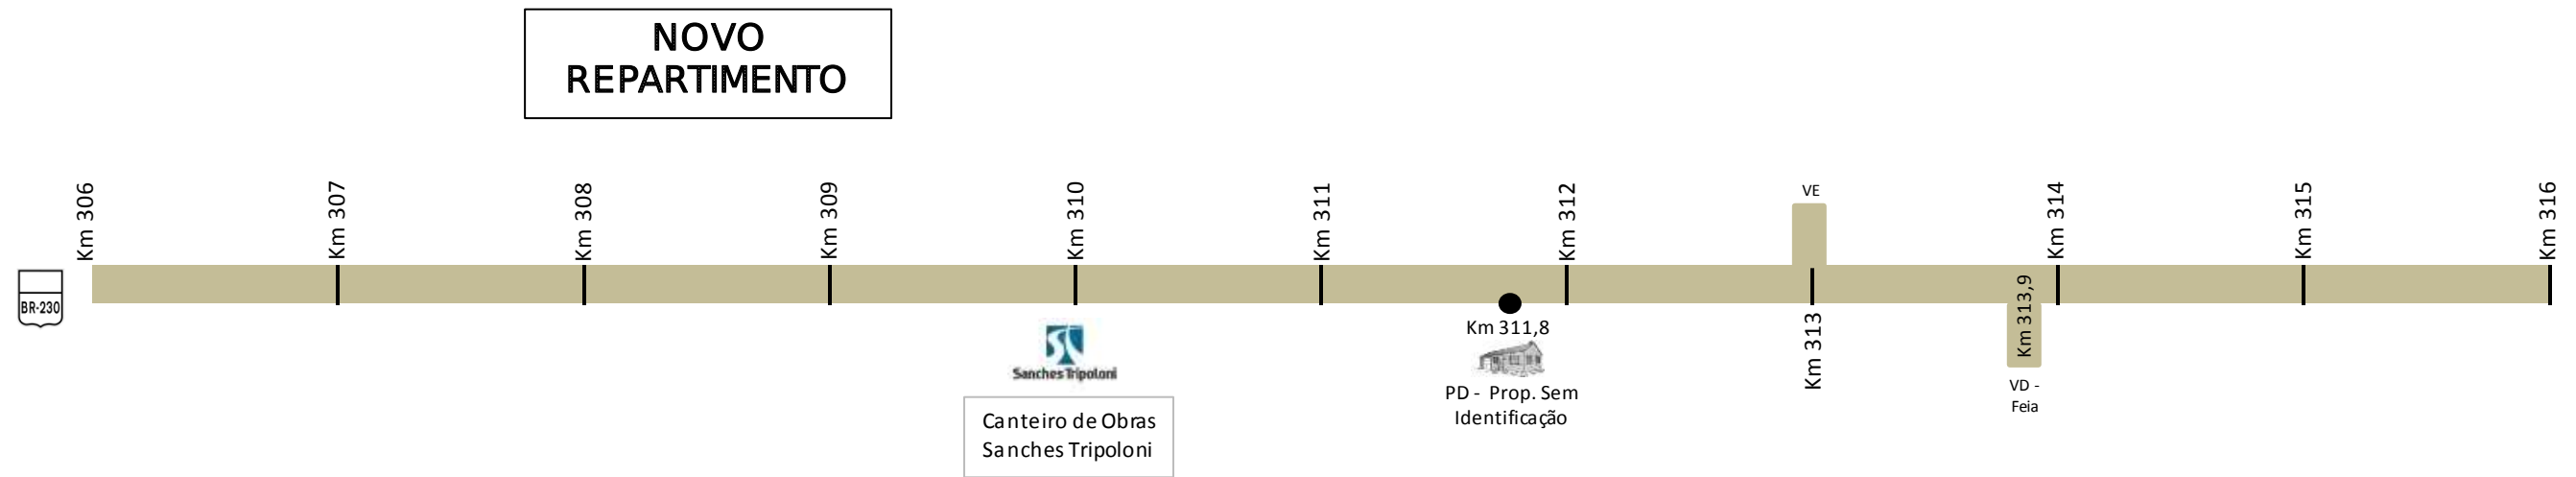 NOVO
REPARTIMENTO
Km 306
Km 307
Km 308
Km 309
Km 310
Km 311
Km 312
VE
Km 314
Km 315
Km 316
BR-230
Km 313,9
Km 311,8
Km 313
Sanches Tripoloni
PD - Prop. Sem
Identificação
VD -
Feia
Canteiro de Obras
Sanches Tripoloni